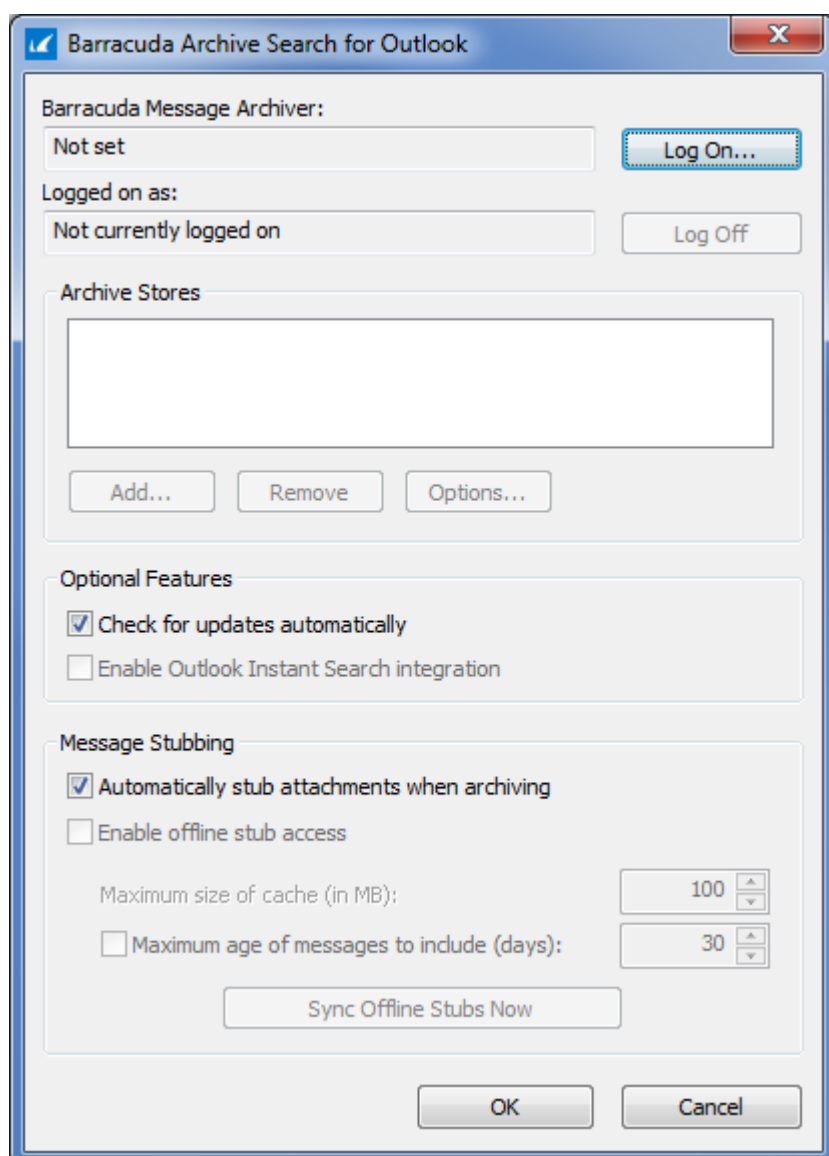 Barracuda Archive Search for Outlook
Barracuda Message Archiver:
Not set
Log On...
Logged on as:
Not currently logged on
Log Off
Archive Stores
Add...
Remove
Options...
Optional Features
Check for updates automatically
Enable Outlook Instant Search integration
Message Stubbing
Automatically stub attachments when archiving
Enable offline stub access
Maximum size of cache (in MB):
100
Maximum age of messages to include (days):
30
Sync Offline Stubs Now
OK
Cancel